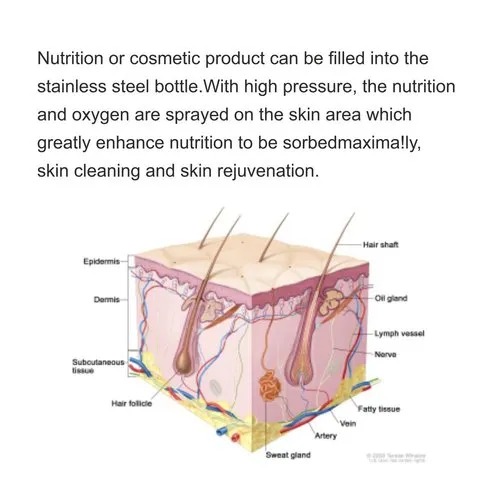 Nutrition or cosmetic product can be filled into the
stainless steel bottle.With high pressure, the nutrition
and oxygen are sprayed on the skin area which
greatly enhance nutrition to be sorbedmaxima!ly,
skin cleaning and skin rejuvenation.
Hair shaft
Epidermis
Oil gland
Dermis
Lymph vessel
Nerve
Subcutaneous
tissue
Hair follicle
Fatty tissue
Vein
Artery
Sweat gland